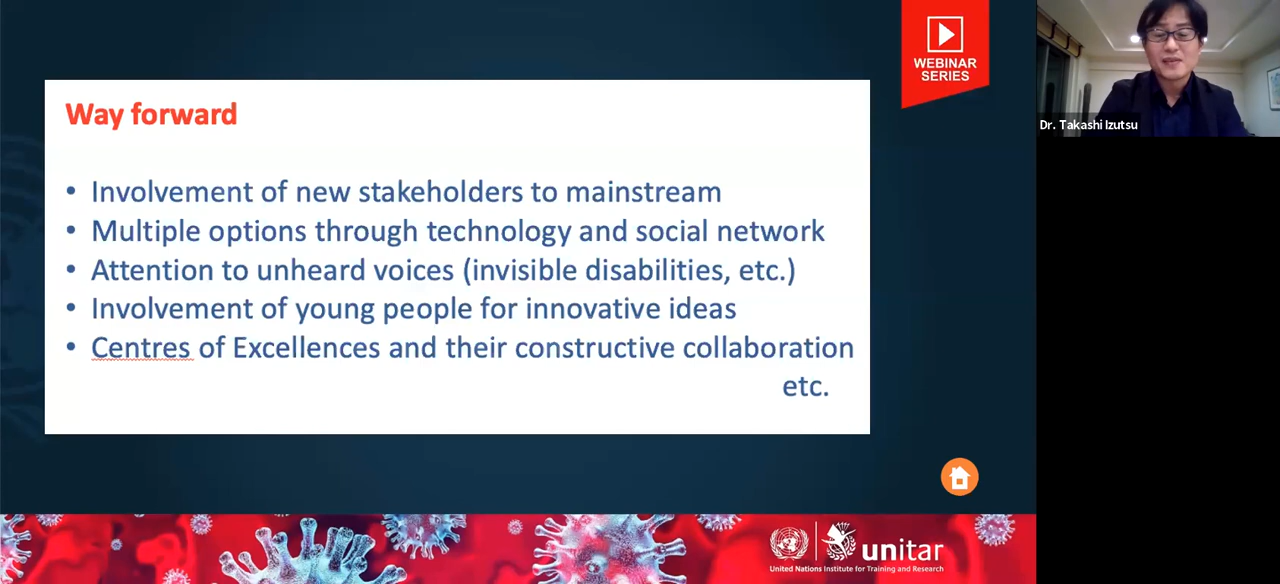 WEBINAR
SERIES
Dr. Takashi Izutsu
Way forward
• Involvement of new stakeholders to mainstream
• Multiple options through technology and social network
• Attention to unheard voices (invisible disabilities, etc.)
• Involvement of young people for innovative ideas
• Centres of Excellences and their constructive collaboration
etc.
unitar
United Nations Institute for Training and Research